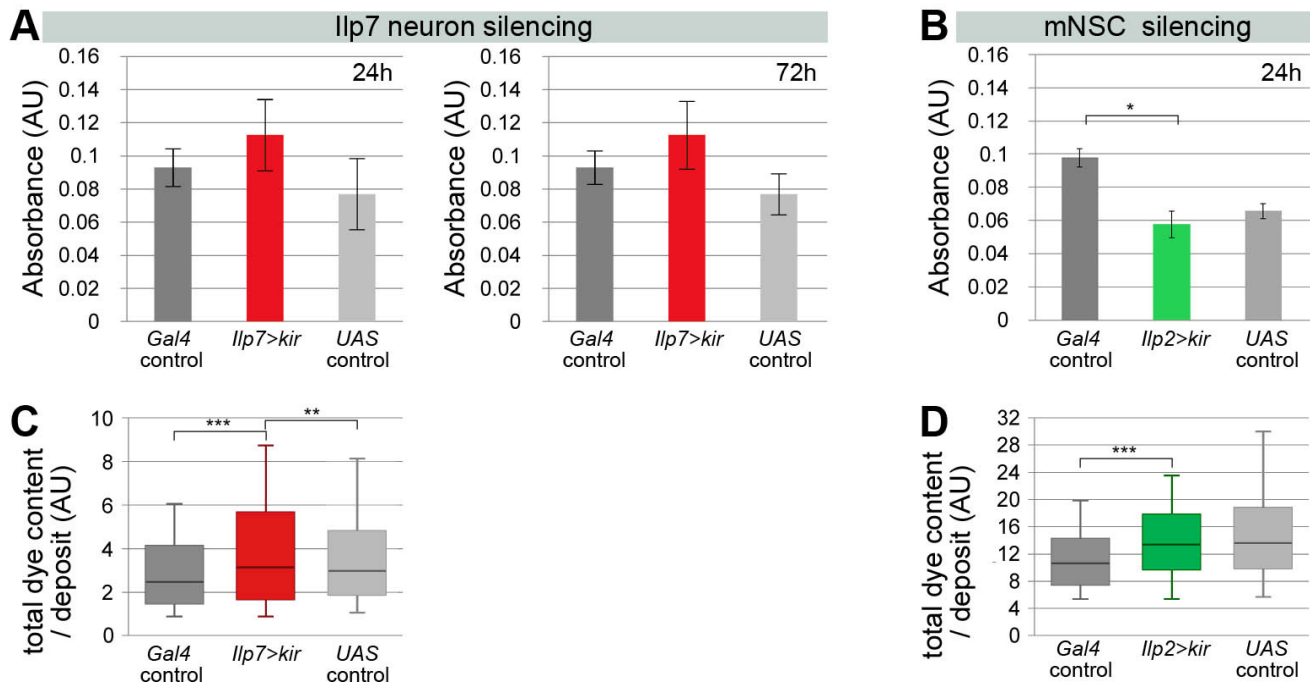 A
Ilp7 neuron silencing
Absorbance (AU)
0.16
0.14
0.12
0.1
0.08
0.06
0.04
0.02
0
24h
Gal4 control
Ilp7>kir
UAS control
Absorbance (AU)
0.16
0.14
0.12
0.1
0.08
0.06
0.04
0.02
0
72h
Gal4 control
Ilp7>kir
UAS control
B
mNSC silencing
Absorbance (AU)
0.16
0.14
0.12
0.1
0.08
0.06
0.04
0.02
0
24h
*
Gal4 control
Ilp2>kir
UAS control
C
total dye content
/ deposit (AU)
10
8
6
4
2
0
***
**
Gal4 control
Ilp7>kir
UAS control
D
total dye content
/ deposit (AU)
32
28
24
20
16
12
8
4
0
***
Gal4 control
Ilp2>kir
UAS control